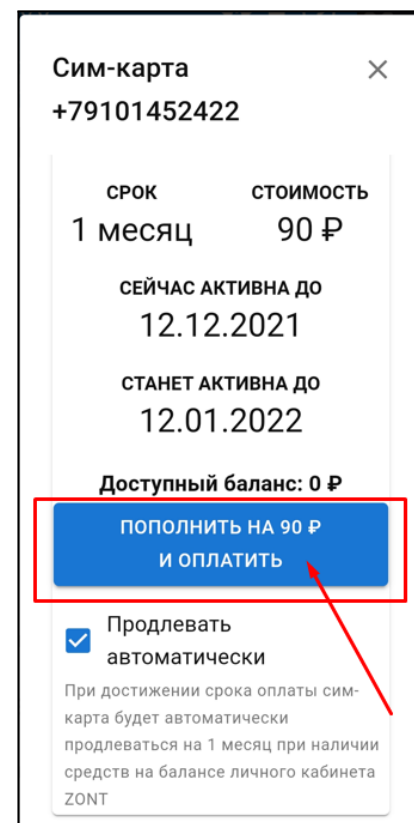 Сим-карта
+79101452422
СРОК СТОИМОСТЬ
1 месяц 90 ₽
СЕЙЧАС АКТИВНА ДО
12.12.2021
СТАНЕТ АКТИВНА ДО
12.01.2022
Доступный баланс: 0 ₽
ПОПОЛНИТЬ НА 90 ₽
И ОПЛАТИТЬ
Продлевать
автоматически
При достижении срока оплаты сим-
карта будет автоматически
продлеваться на 1 месяц при наличии
средств на балансе личного кабинета
ZONT